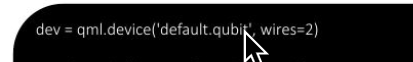 dev = qml.device('default.qubit', wires=2)